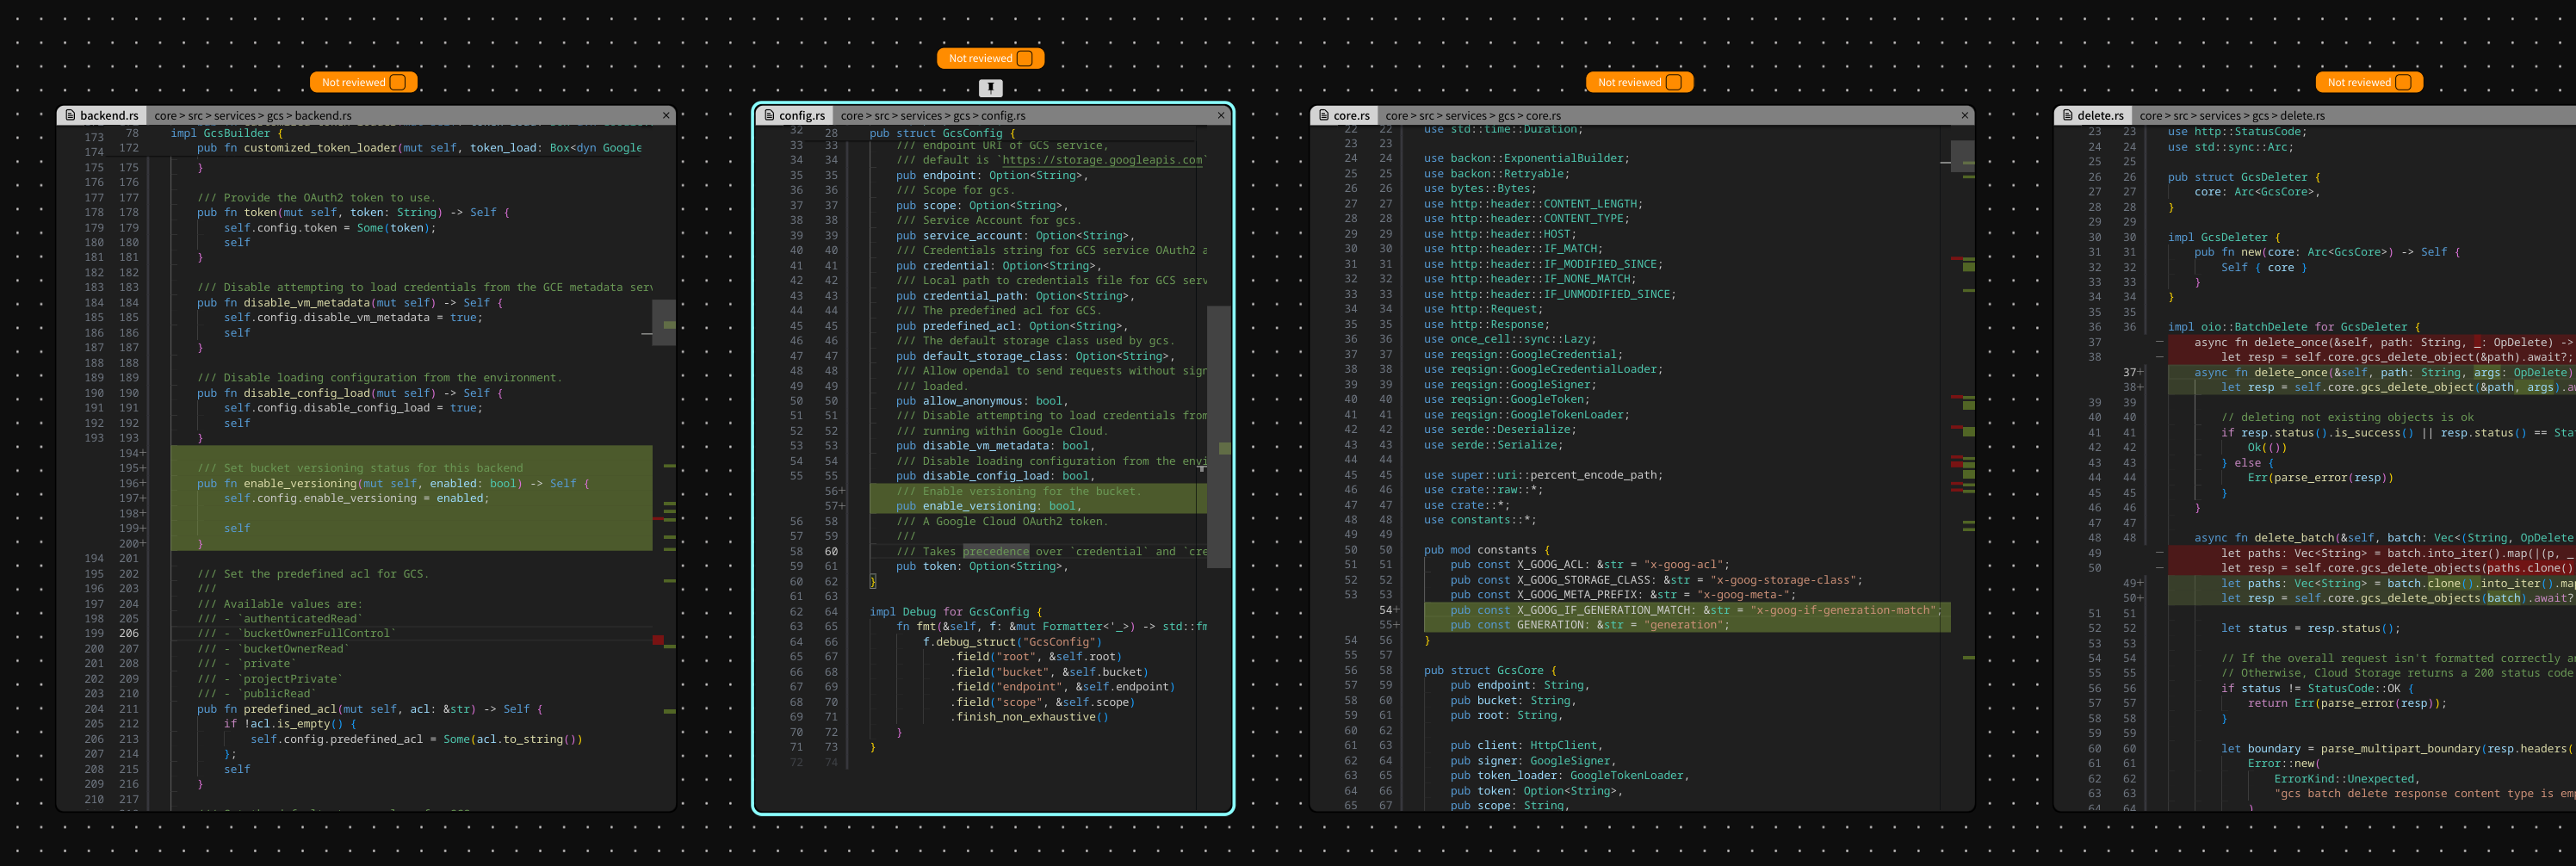 Not reviewed
backend.rs core > src > services > gcs > backend.rs ×
173 78 impl GcsBuilder {
174 172 pub fn customized_token_loader(mut self, token_load: Box<dyn Google
175 175 }
176 176
177 177 /// Provide the OAuth2 token to use.
178 178 pub fn token(mut self, token: String) -> Self {
179 179 self.config.token = Some(token);
180 180 self
181 181 }
182 182
183 183 /// Disable attempting to load credentials from the GCE metadata serv
184 184 pub fn disable_vm_metadata(mut self) -> Self {
185 185 self.config.disable_vm_metadata = true;
186 186 self
187 187 }
188 188
189 189 /// Disable loading configuration from the environment.
190 190 pub fn disable_config_load(mut self) -> Self {
191 191 self.config.disable_config_load = true;
192 192 self
193 193 }
194+
195+ /// Set bucket versioning status for this backend
196+ pub fn enable_versioning(mut self, enabled: bool) -> Self {
197+ self.config.enable_versioning = enabled;
198+
199+ self
200+ }
194 201
195 202 /// Set the predefined acl for GCS.
196 203 ///
197 204 /// Available values are:
198 205 /// - `authenticatedRead`
199 206 /// - `bucketOwnerFullControl`
200 207 /// - `bucketOwnerRead`
201 208 /// - `private`
202 209 /// - `projectPrivate`
203 210 /// - `publicRead`
204 211 pub fn predefined_acl(mut self, acl: &str) -> Self {
205 212 if !acl.is_empty() {
206 213 self.config.predefined_acl = Some(acl.to_string())
207 214 };
208 215 self
209 216 }
210 217
Not reviewed
config.rs core > src > services > gcs > config.rs ×
32 28 pub struct GcsConfig {
33 33 /// endpoint URI of GCS service,
34 34 /// default is `https://storage.googleapis.com`
35 35 pub endpoint: Option<String>,
36 36 /// Scope for gcs.
37 37 pub scope: Option<String>,
38 38 /// Service Account for gcs.
39 39 pub service_account: Option<String>,
40 40 /// Credentials string for GCS service OAuth2 a
41 41 pub credential: Option<String>,
42 42 /// Local path to credentials file for GCS serv
43 43 pub credential_path: Option<String>,
44 44 /// The predefined acl for GCS.
45 45 pub predefined_acl: Option<String>,
46 46 /// The default storage class used by gcs.
47 47 pub default_storage_class: Option<String>,
48 48 /// Allow opendal to send requests without sign
49 49 /// loaded.
50 50 pub allow_anonymous: bool,
51 51 /// Disable attempting to load credentials from
52 52 /// running within Google Cloud.
53 53 pub disable_vm_metadata: bool,
54 54 /// Disable loading configuration from the envi
55 55 pub disable_config_load: bool,
56+ /// Enable versioning for the bucket.
57+ pub enable_versioning: bool,
56 58 /// A Google Cloud OAuth2 token.
57 59 ///
58 60 /// Takes precedence over `credential` and `cre
59 61 pub token: Option<String>,
60 62 }
61 63
62 64 impl Debug for GcsConfig {
63 65 fn fmt(&self, f: &mut Formatter<'_>) -> std::fm
64 66 f.debug_struct("GcsConfig")
65 67 .field("root", &self.root)
66 68 .field("bucket", &self.bucket)
67 69 .field("endpoint", &self.endpoint)
68 70 .field("scope", &self.scope)
69 71 .finish_non_exhaustive()
70 72 }
71 73 }
72 74
Not reviewed
core.rs core > src > services > gcs > core.rs ×
22 22 use std::time::Duration;
23 23
24 24 use backon::ExponentialBuilder;
25 25 use backon::Retryable;
26 26 use bytes::Bytes;
27 27 use http::header::CONTENT_LENGTH;
28 28 use http::header::CONTENT_TYPE;
29 29 use http::header::HOST;
30 30 use http::header::IF_MATCH;
31 31 use http::header::IF_MODIFIED_SINCE;
32 32 use http::header::IF_NONE_MATCH;
33 33 use http::header::IF_UNMODIFIED_SINCE;
34 34 use http::Request;
35 35 use http::Response;
36 36 use once_cell::sync::Lazy;
37 37 use reqsign::GoogleCredential;
38 38 use reqsign::GoogleCredentialLoader;
39 39 use reqsign::GoogleSigner;
40 40 use reqsign::GoogleToken;
41 41 use reqsign::GoogleTokenLoader;
42 42 use serde::Deserialize;
43 43 use serde::Serialize;
44 44
45 45 use super::uri::percent_encode_path;
46 46 use crate::raw::*;
47 47 use crate::*;
48 48 use constants::*;
49 49
50 50 pub mod constants {
51 51 pub const X_GOOG_ACL: &str = "x-goog-acl";
52 52 pub const X_GOOG_STORAGE_CLASS: &str = "x-goog-storage-class";
53 53 pub const X_GOOG_META_PREFIX: &str = "x-goog-meta-";
54+ pub const X_GOOG_IF_GENERATION_MATCH: &str = "x-goog-if-generation-match";
55+ pub const GENERATION: &str = "generation";
54 56 }
55 57
56 58 pub struct GcsCore {
57 59 pub endpoint: String,
58 60 pub bucket: String,
59 61 pub root: String,
60 62
61 63 pub client: HttpClient,
62 64 pub signer: GoogleSigner,
63 65 pub token_loader: GoogleTokenLoader,
64 66 pub token: Option<String>,
65 67 pub scope: String,
Not reviewed
delete.rs core > src > services > gcs > delete.rs
23 23 use http::StatusCode;
24 24 use std::sync::Arc;
25 25
26 26 pub struct GcsDeleter {
27 27 core: Arc<GcsCore>,
28 28 }
29 29
30 30 impl GcsDeleter {
31 31 pub fn new(core: Arc<GcsCore>) -> Self {
32 32 Self { core }
33 33 }
34 34 }
35 35
36 36 impl oio::BatchDelete for GcsDeleter {
37 — async fn delete_once(&self, path: String, _: OpDelete) ->
38 — let resp = self.core.gcs_delete_object(&path).await?;
37+ async fn delete_once(&self, path: String, args: OpDelete)
38+ let resp = self.core.gcs_delete_object(&path, args).aw
39 39
40 40 // deleting not existing objects is ok
41 41 if resp.status().is_success() || resp.status() == Stat
42 42 Ok(())
43 43 } else {
44 44 Err(parse_error(resp))
45 45 }
46 46 }
47 47
48 48 async fn delete_batch(&self, batch: Vec<(String, OpDelete
49 — let paths: Vec<String> = batch.into_iter().map(|(p, _
50 — let resp = self.core.gcs_delete_objects(paths.clone()
49+ let paths: Vec<String> = batch.clone().into_iter().map
50+ let resp = self.core.gcs_delete_objects(batch).await?
51 51
52 52 let status = resp.status();
53 53
54 54 // If the overall request isn't formatted correctly an
55 55 // Otherwise, Cloud Storage returns a 200 status code
56 56 if status != StatusCode::OK {
57 57 return Err(parse_error(resp));
58 58 }
59 59
60 60 let boundary = parse_multipart_boundary(resp.headers(
61 61 Error::new(
62 62 ErrorKind::Unexpected,
63 63 "gcs batch delete response content type is emp
64 64 )